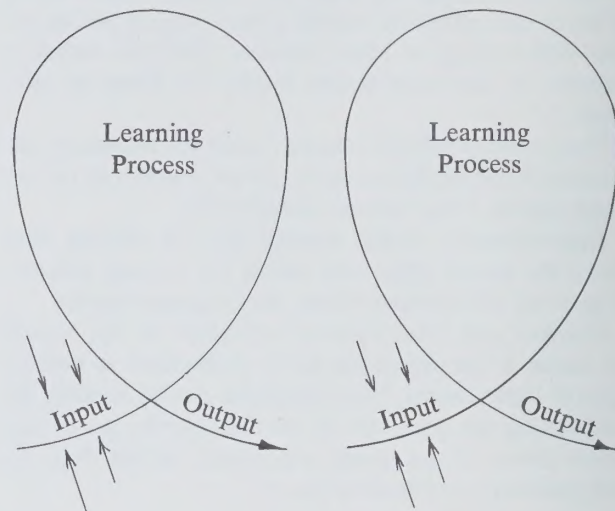 Learning
Process
Input
Output
Learning
Process
Input
Output